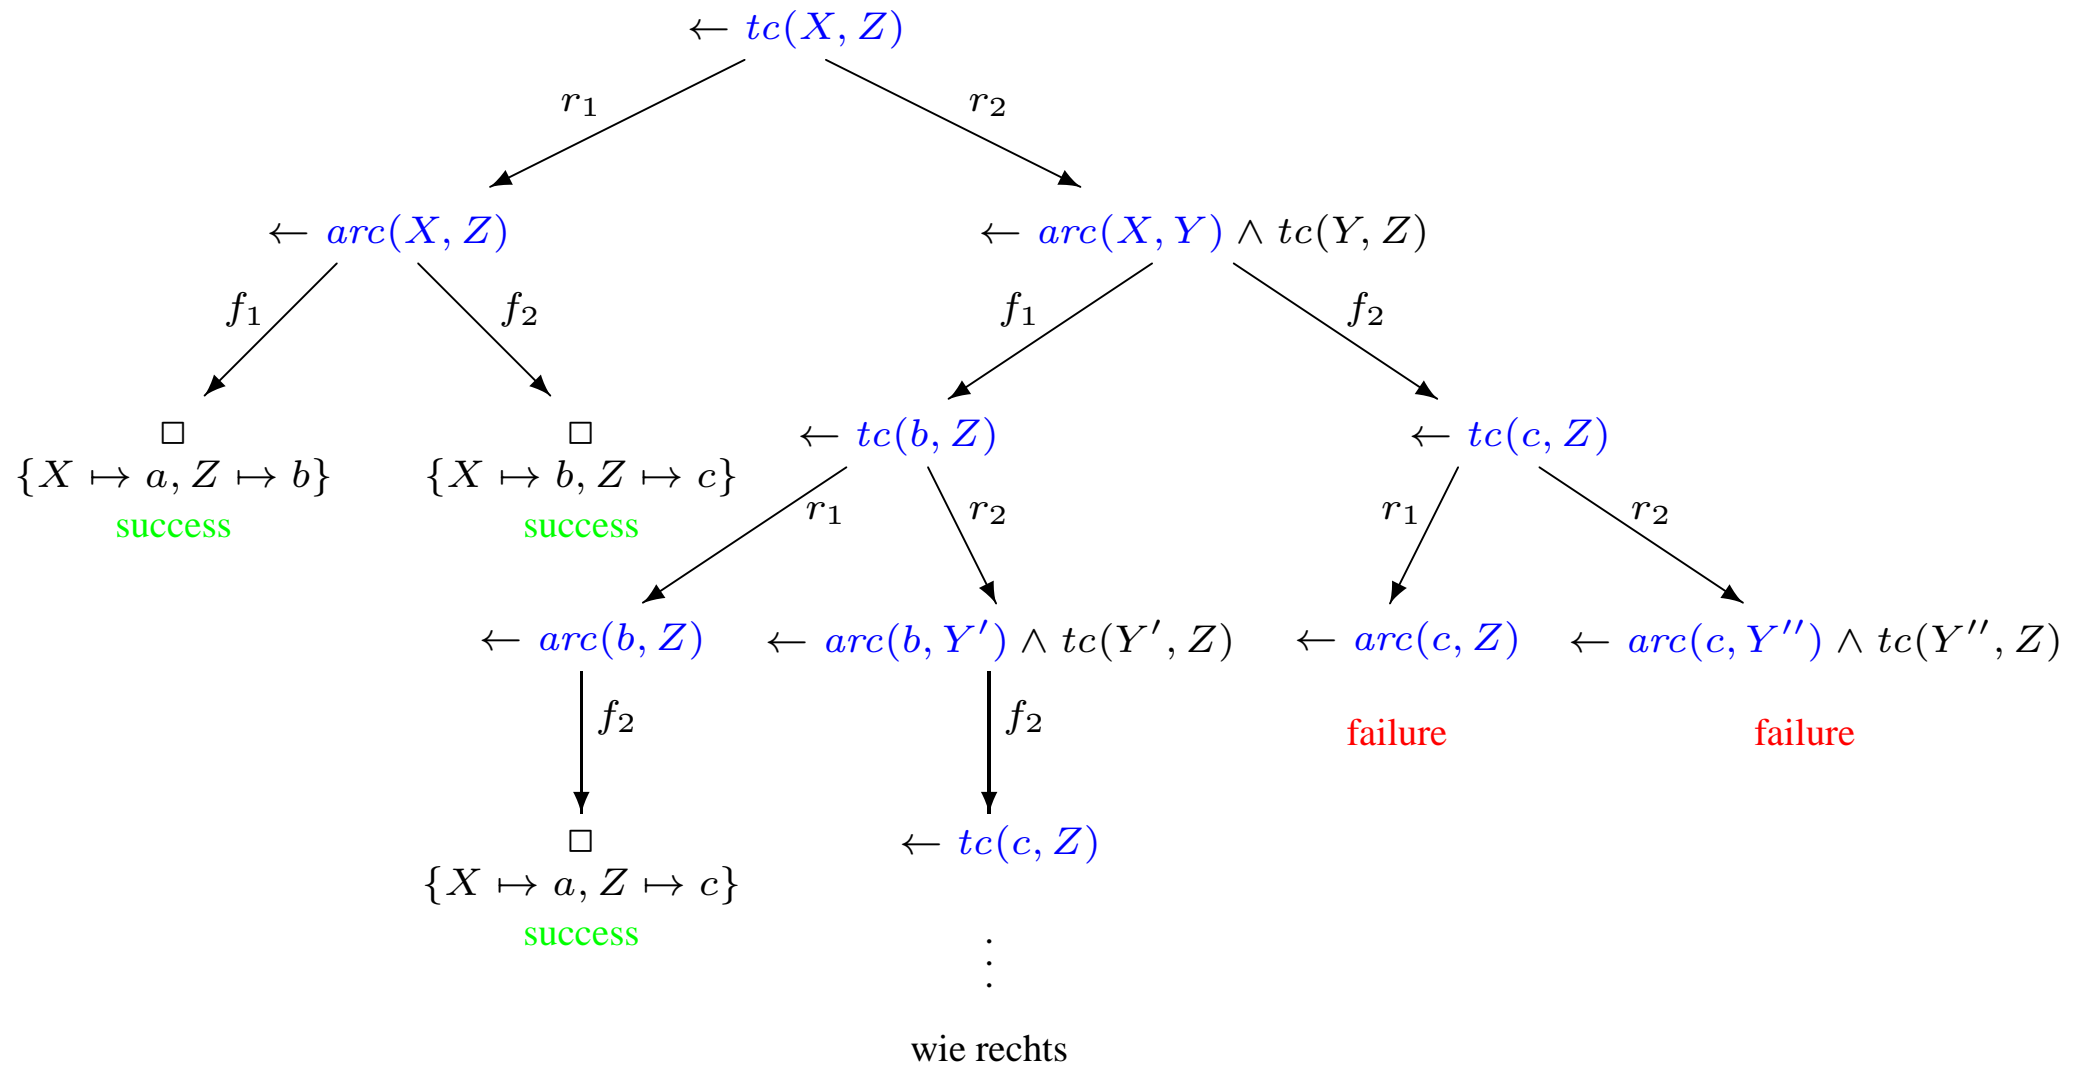 ← tc(X, Z)
r₁ r₂
← arc(X, Z) ← arc(X, Y) ∧ tc(Y, Z)
f₁ f₂ f₁ f₂
□ □ ← tc(b, Z) ← tc(c, Z)
{X ↦ a, Z ↦ b} {X ↦ b, Z ↦ c}
success success r₁ r₂ r₁ r₂
← arc(b, Z) ← arc(b, Y′) ∧ tc(Y′, Z) ← arc(c, Z) ← arc(c, Y″) ∧ tc(Y″, Z)
f₂ f₂ failure failure
□ ← tc(c, Z)
{X ↦ a, Z ↦ c}
success
⋮
wie rechts